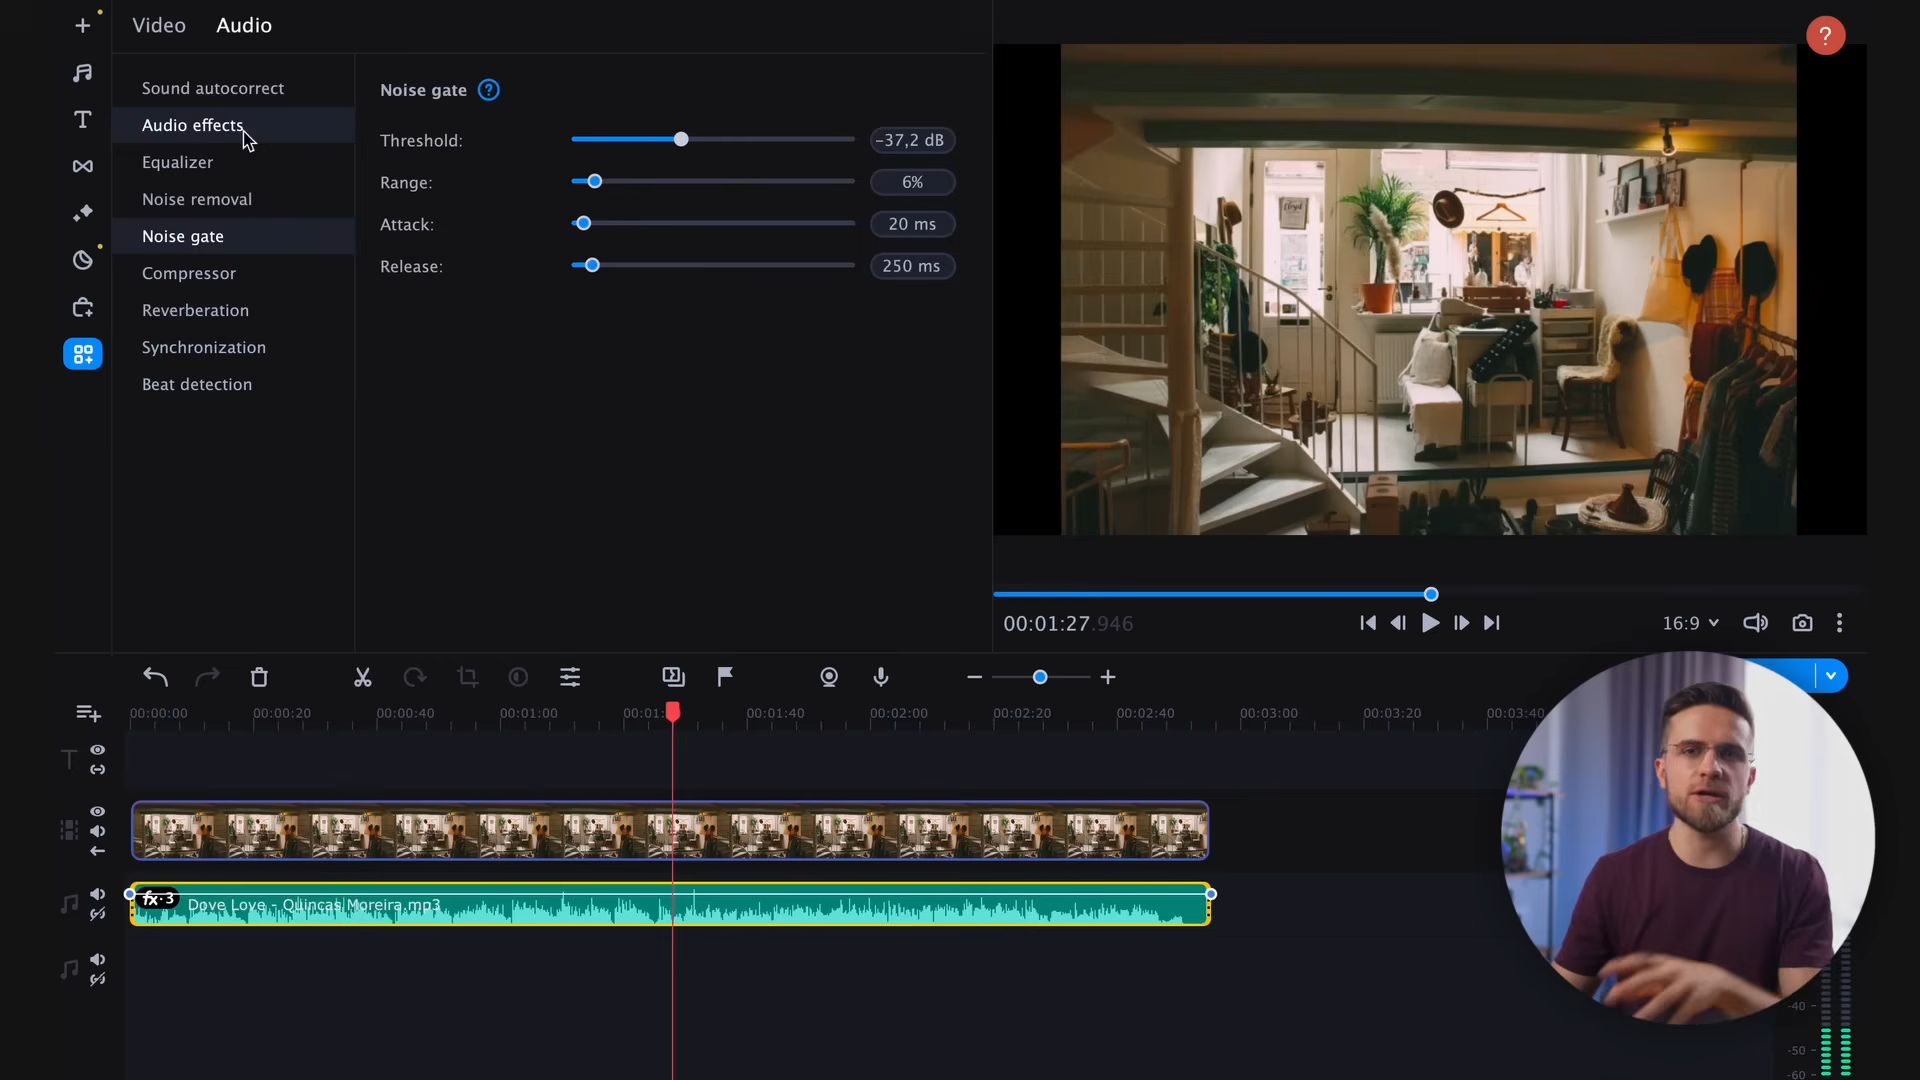 Video Audio
?
Sound autocorrect
Audio effects
Equalizer
Noise removal
Noise gate
Compressor
Reverberation
Synchronization
Beat detection
Noise gate ?
Threshold: −37,2 dB
Range: 6%
Attack: 20 ms
Release: 250 ms
00:01:27.946
16:9
00:00:00 00:00:20 00:00:40 00:01:00 00:01: 00:01:40 00:02:00 00:02:20 00:02:40 00:03:00 00:03:20 00:03:40
T
fx·3 Dove Love - Quincas Moreira.mp3
-40
-50
-60